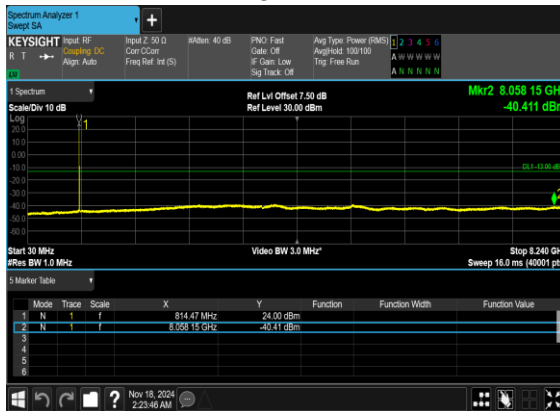 Spectrum Analyzer 1
Swept SA
+
KEYSIGHT Input: RF Input Z: 50 Ω #Atten: 40 dB PNO: Fast Avg Type: Power (RMS) 1 2 3 4 5 6
R T Coupling: DC Corr CCorr Gate: Off Avg|Hold: 100/100 A W W W W W
Align: Auto Freq Ref: Int (S) IF Gain: Low Trig: Free Run
Sig Track: Off A N N N N N
1 Spectrum Ref Lvl Offset 7.50 dB Mkr2 8.058 15 GH
Scale/Div 10 dB Ref Level 30.00 dBm -40.411 dBr
Log
20.0 1
10.0
0.00
-10.0 DL1 -13.00 dB
-20.0
-30.0
-40.0
-50.0
-60.0
Start 30 MHz Video BW 3.0 MHz* Stop 8.240 GH
#Res BW 1.0 MHz Sweep 16.0 ms (40001 pt
5 Marker Table
Mode Trace Scale X Y Function Function Width Function Value
1 N 1 f 814.47 MHz 24.00 dBm
2 N 1 f 8.058 15 GHz -40.41 dBm
3
4
5
6
? Nov 18, 2024
2:23:46 AM